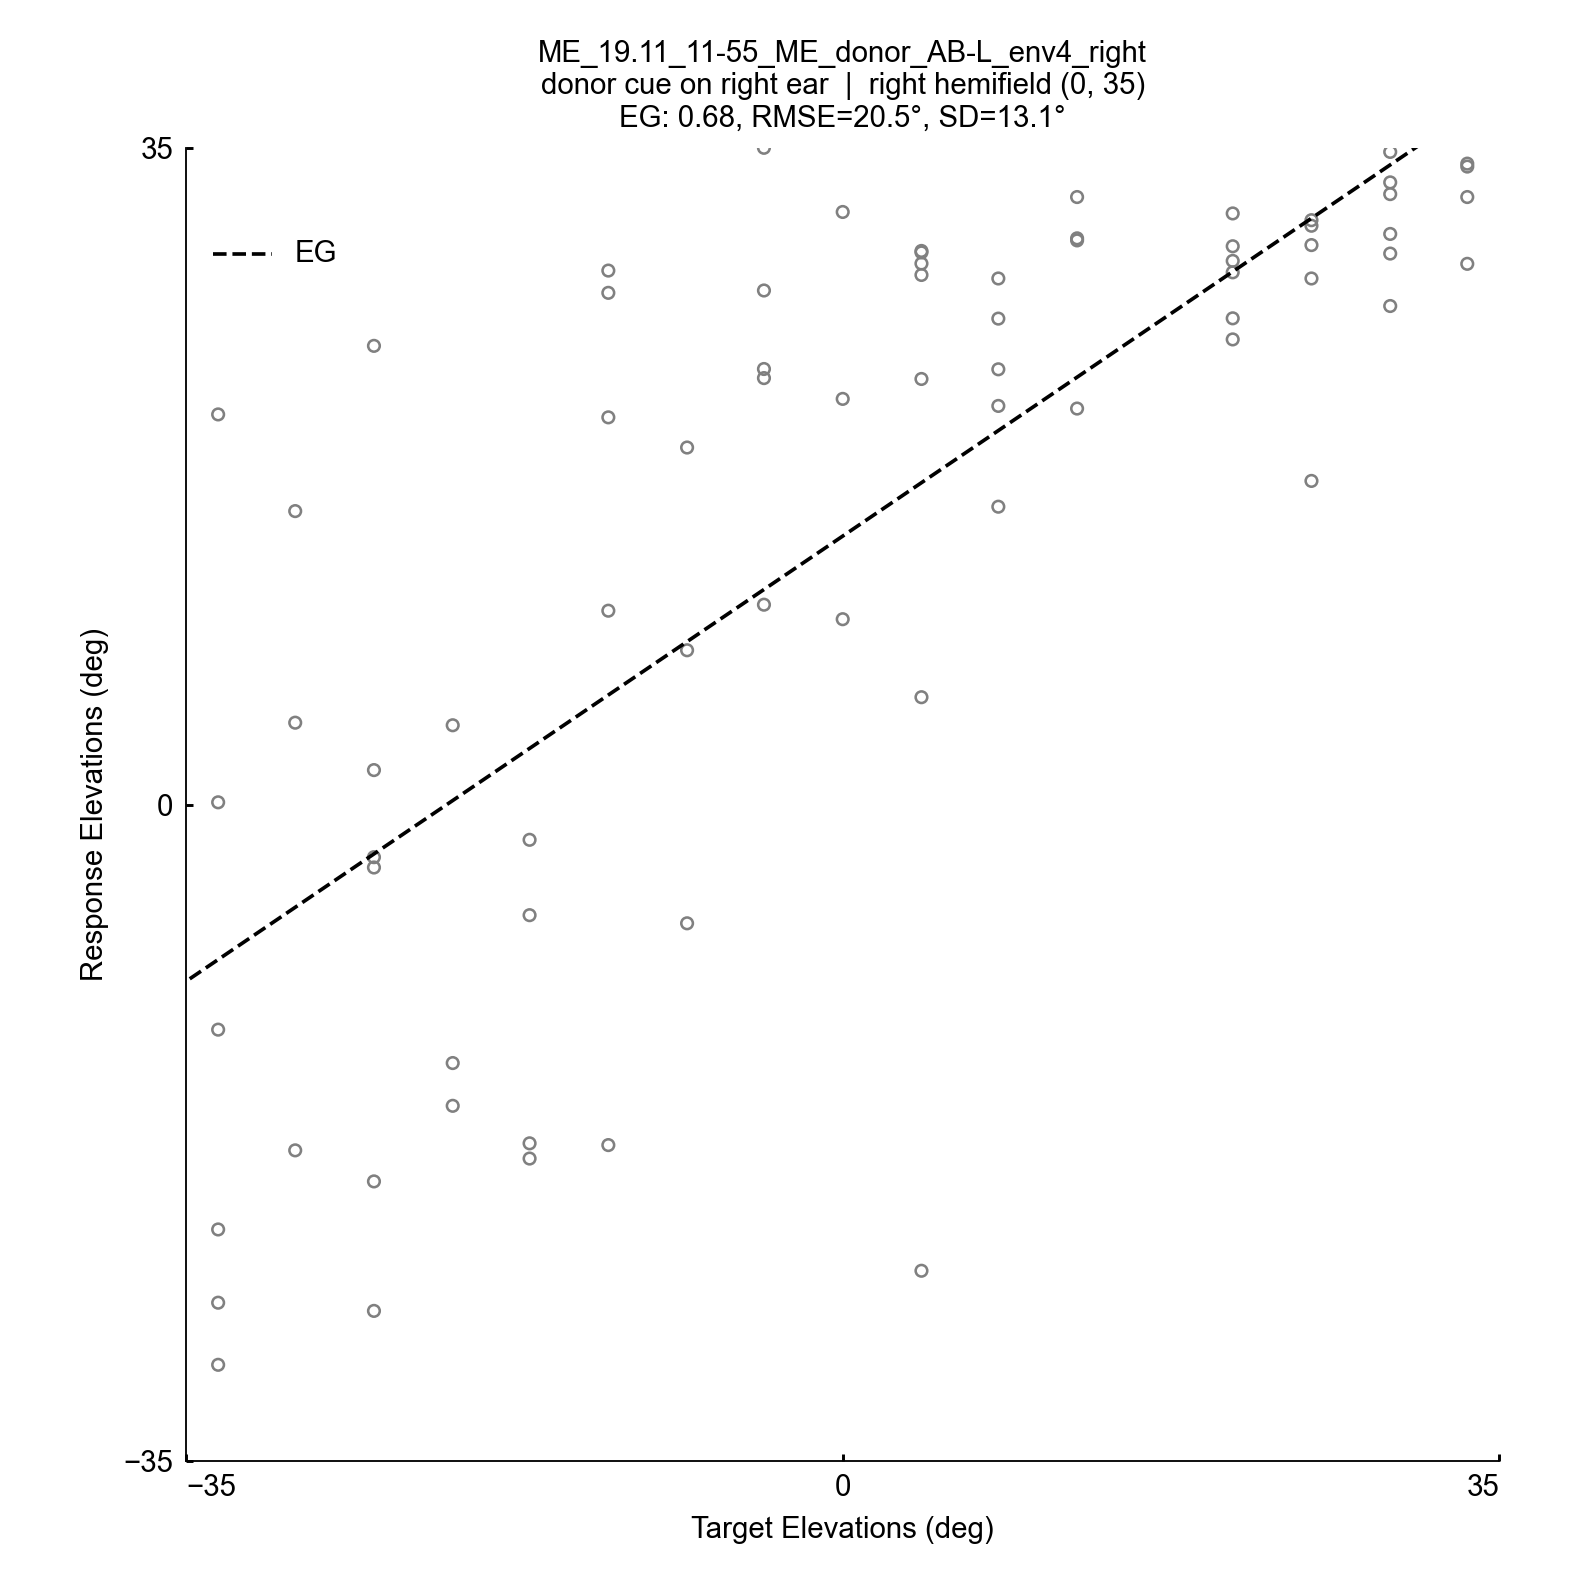 ME_19.11_11-55_ME_donor_AB-L_env4_right
donor cue on right ear | right hemifield (0, 35)
EG: 0.68, RMSE=20.5°, SD=13.1°
35
EG
Response Elevations (deg)
0
−35
−35
0
35
Target Elevations (deg)